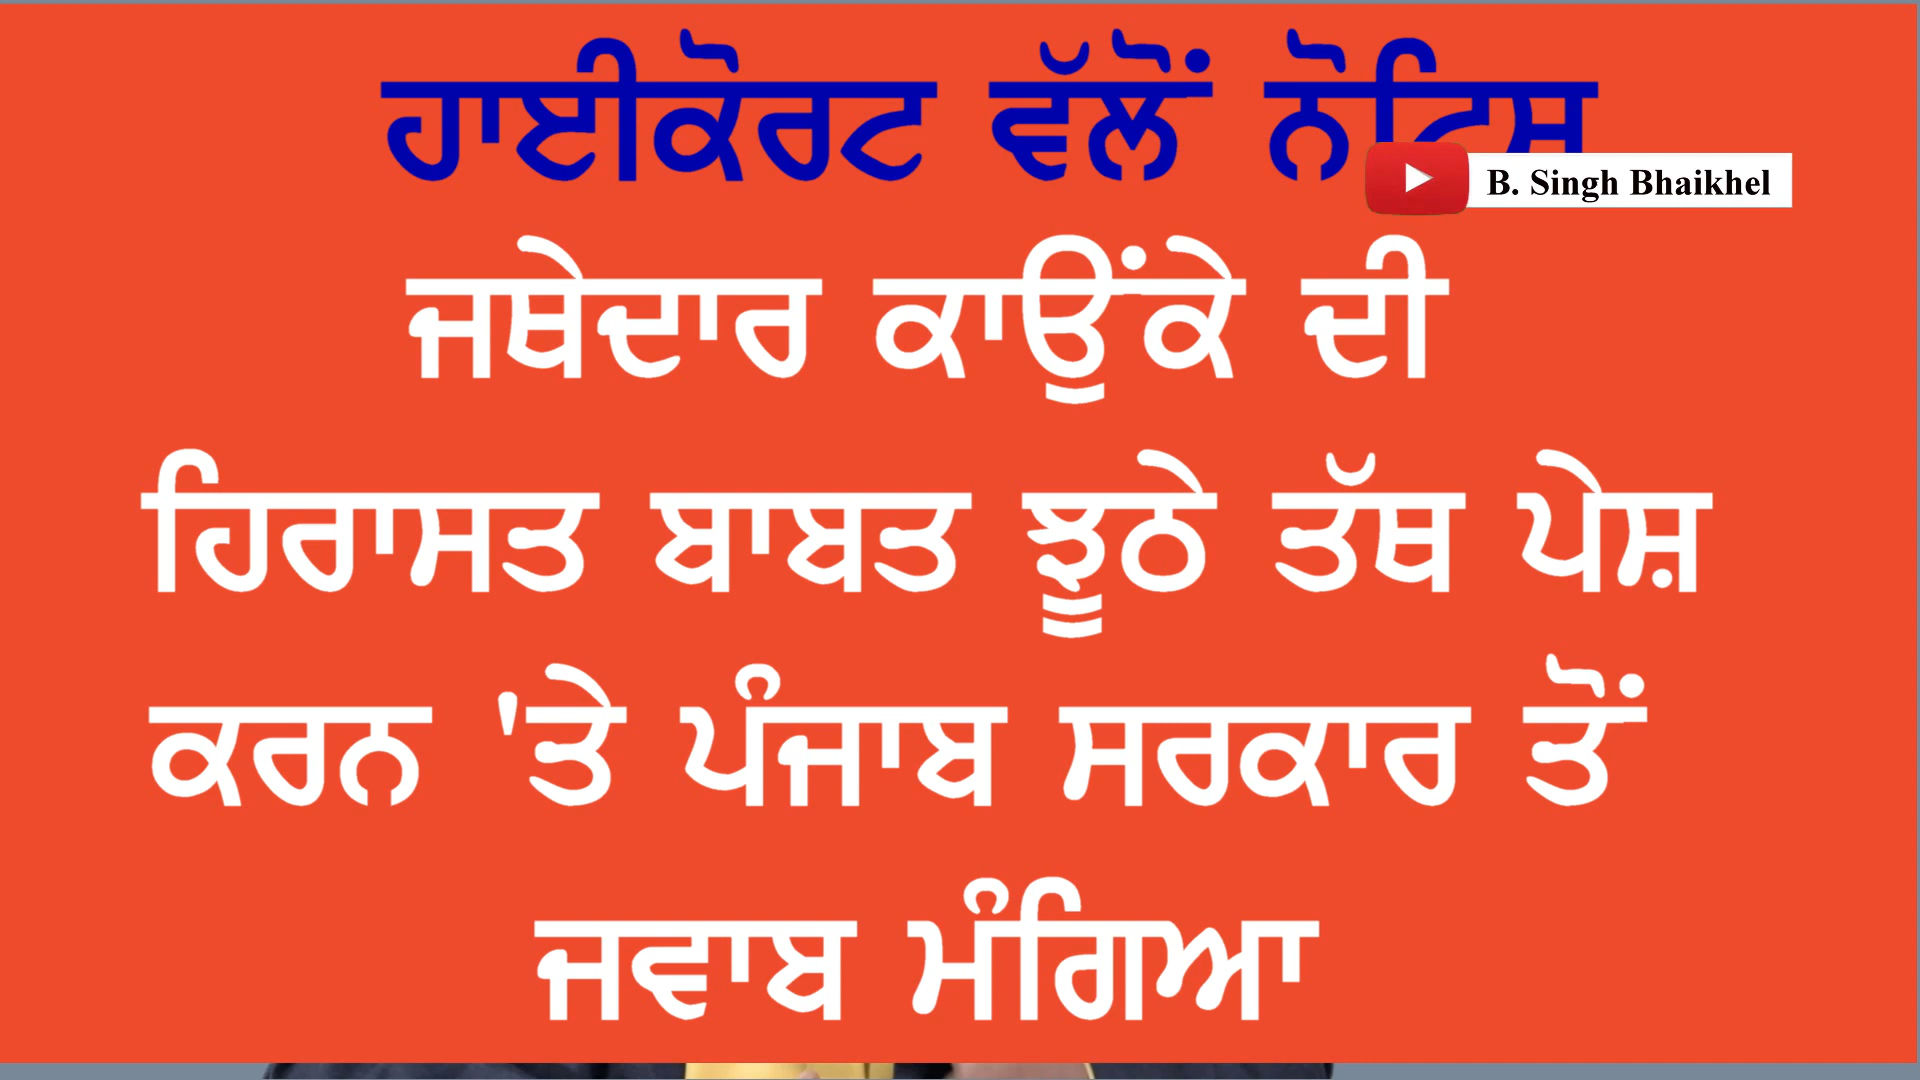 ਹਾਈਕੋਰਟ ਵੱਲੋਂ ਨੋਟਿਸ
B. Singh Bhaikhel
ਜਥੇਦਾਰ ਕਾਉਂਕੇ ਦੀ
ਹਿਰਾਸਤ ਬਾਬਤ ਝੂਠੇ ਤੱਥ ਪੇਸ਼
ਕਰਨ 'ਤੇ ਪੰਜਾਬ ਸਰਕਾਰ ਤੋਂ
ਜਵਾਬ ਮੰਗਿਆ